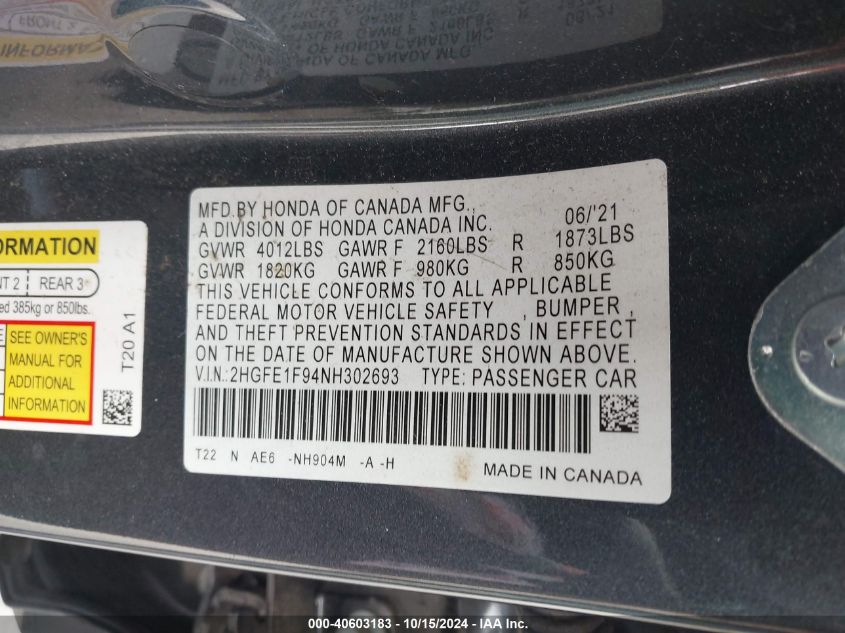 MFD.BY HONDA OF CANADA MFG., 06/'21
A DIVISION OF HONDA CANADA INC.
GVWR 4012LBS GAWR F 2160LBS R 1873LBS
GVWR 1820KG GAWR F 980KG R 850KG
THIS VEHICLE CONFORMS TO ALL APPLICABLE
FEDERAL MOTOR VEHICLE SAFETY , BUMPER ,
AND THEFT PREVENTION STANDARDS IN EFFECT
ON THE DATE OF MANUFACTURE SHOWN ABOVE.
V.I.N.:2HGFE1F94NH302693 TYPE: PASSENGER CAR
T22 N AE6 -NH904M -A -H
MADE IN CANADA
ORMATION
NT 2 REAR 3
ed 385kg or 850lbs.
E
SEE OWNER'S
MANUAL FOR
ADDITIONAL
INFORMATION
T20 A1
000-40603183 - 10/15/2024 - IAA Inc.